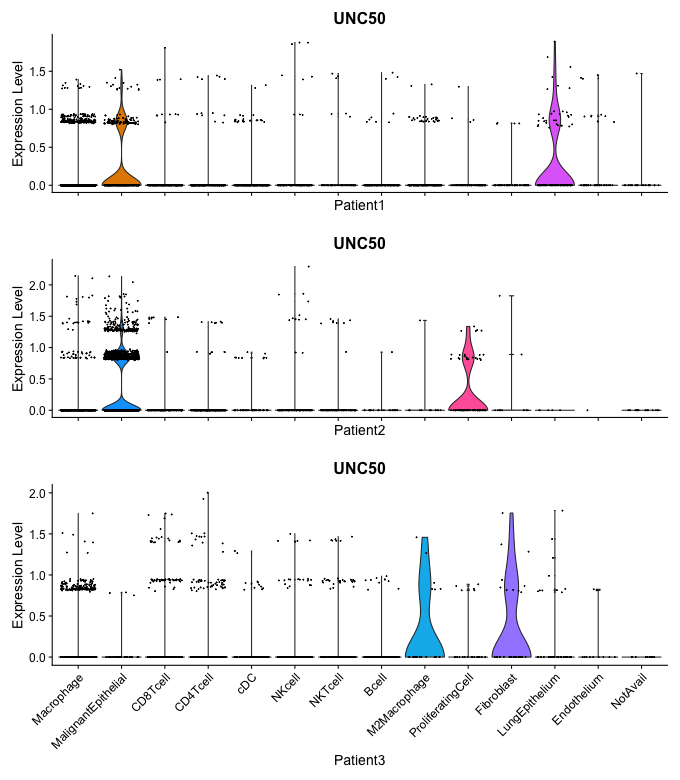 UNC50
Expression Level
1.5
1.0
0.5
0.0
Patient1
UNC50
Expression Level
2.0
1.5
1.0
0.5
0.0
Patient2
UNC50
Expression Level
2.0
1.5
1.0
0.5
0.0
Macrophage
MalignantEpithelial
CD8Tcell
CD4Tcell
cDC
NKcell
NKTcell
Bcell
M2Macrophage
ProliferatingCell
Fibroblast
LungEpithelium
Endothelium
NotAvail
Patient3